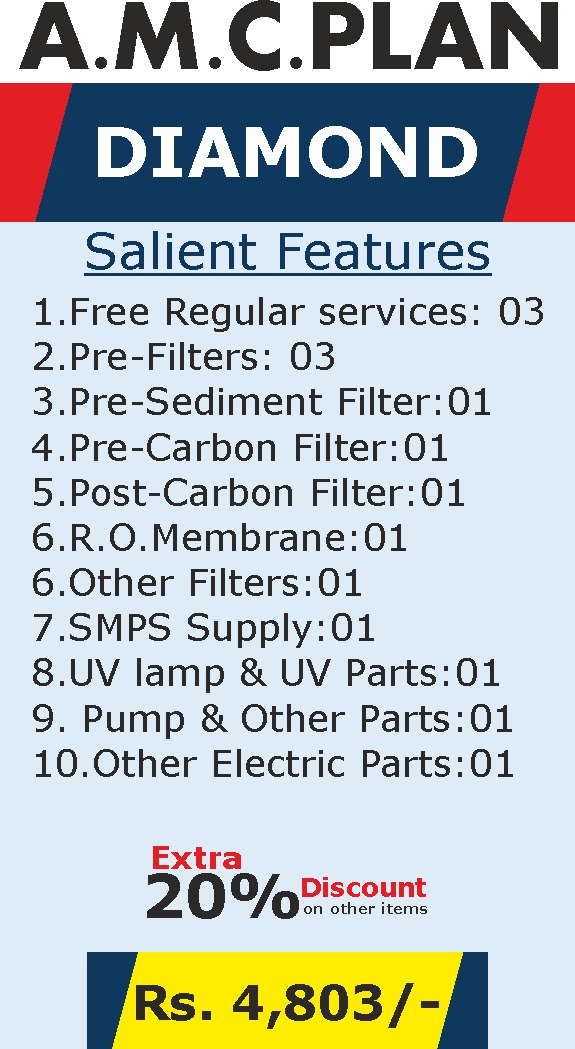 A.M.C.PLAN
DIAMOND
Salient Features
1.Free Regular services: 03
2.Pre-Filters: 03
3.Pre-Sediment Filter:01
4.Pre-Carbon Filter:01
5.Post-Carbon Filter:01
6.R.O.Membrane:01
6.Other Filters:01
7.SMPS Supply:01
8.UV lamp & UV Parts:01
9. Pump & Other Parts:01
10.Other Electric Parts:01
Extra
20% Discount
on other items
Rs. 4,803/-